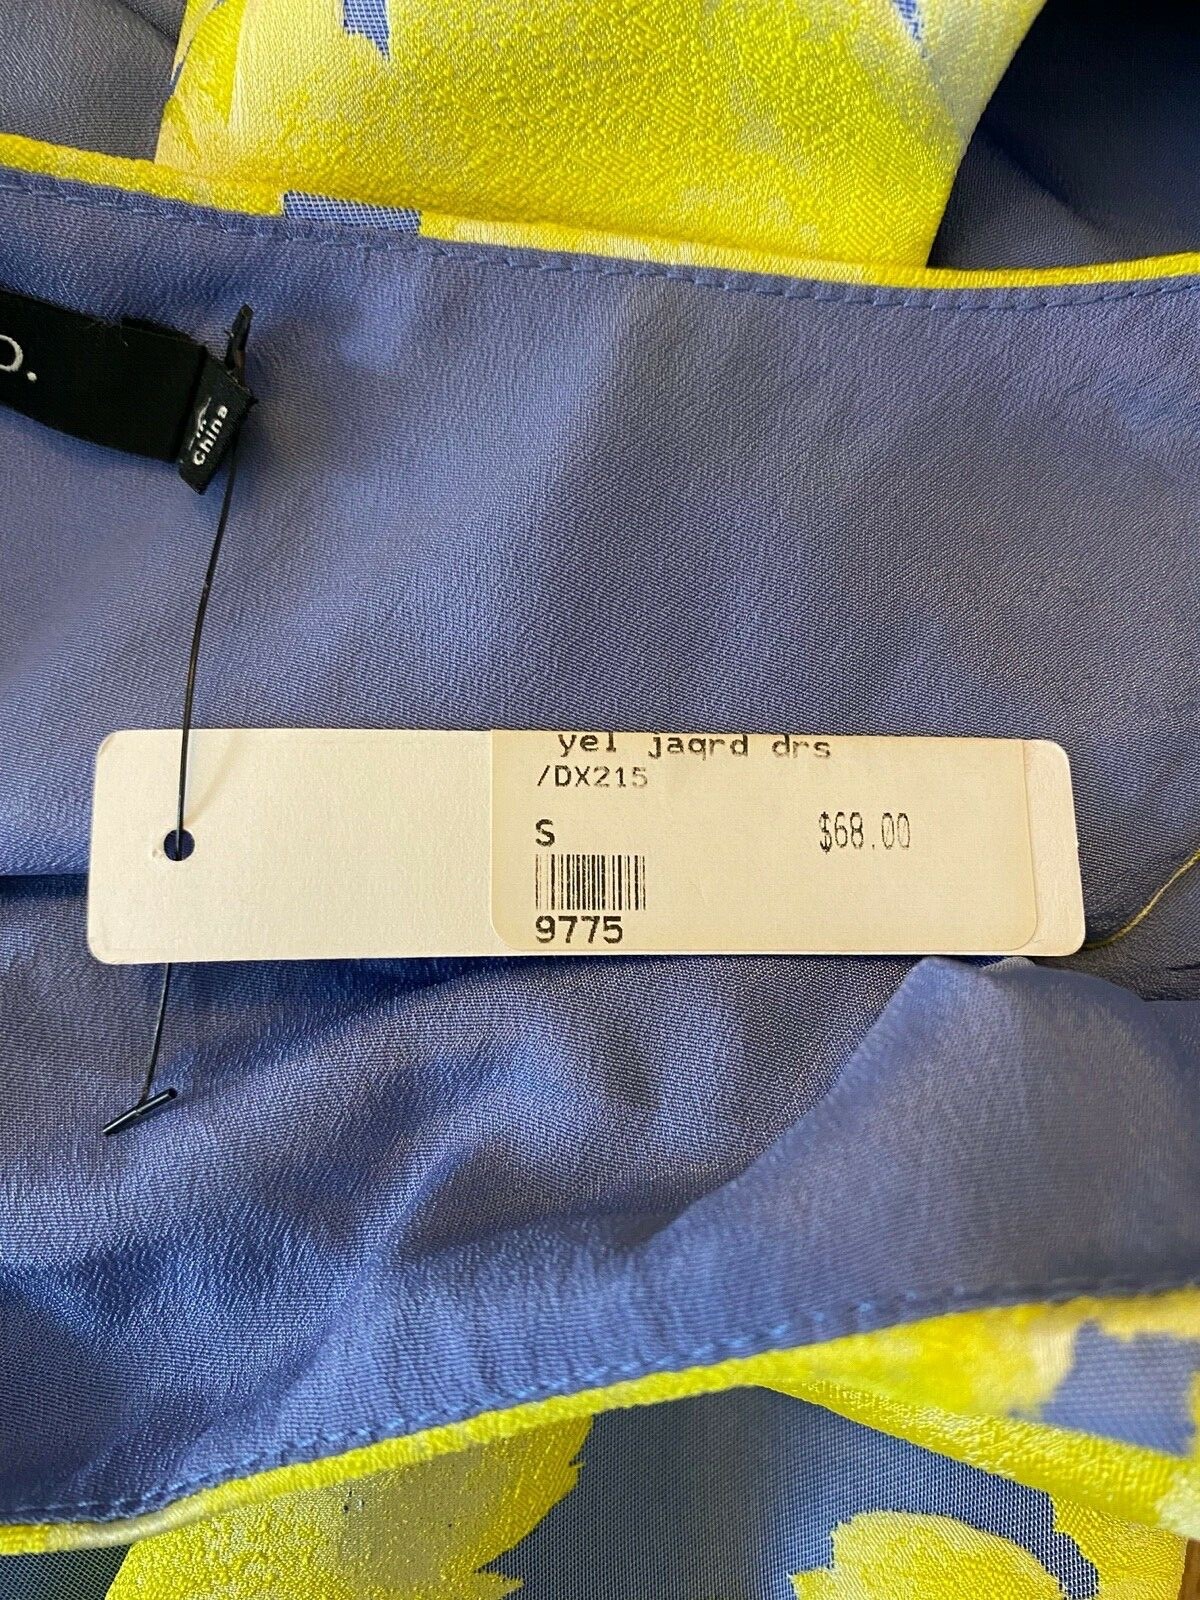 O.
China
yel jaqrd drs
/DX215
S $68.00
9775